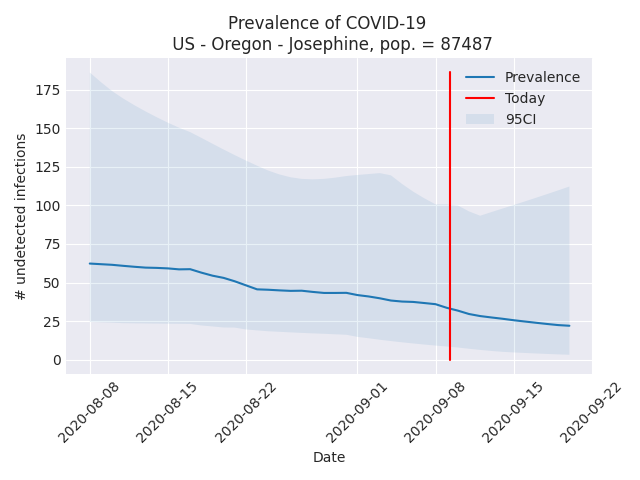 Prevalence of COVID-19
US - Oregon - Josephine, pop. = 87487
Prevalence
Today
95CI
175
150
125
100
75
50
25
0
# undetected infections
2020-08-08
2020-08-15
2020-08-22
2020-09-01
2020-09-08
2020-09-15
2020-09-22
Date